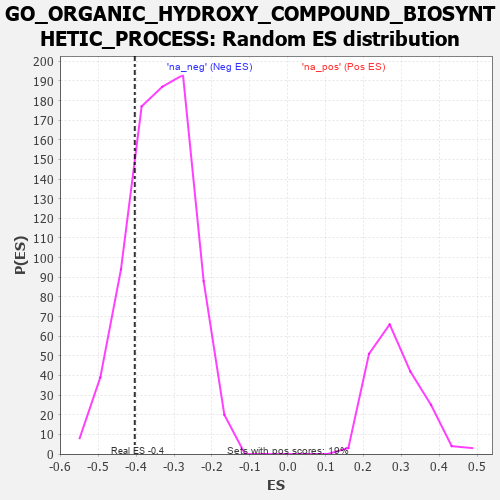 GO_ORGANIC_HYDROXY_COMPOUND_BIOSYNT
HETIC_PROCESS: Random ES distribution
'na_neg' (Neg ES)
'na_pos' (Pos ES)
200
190
180
170
160
150
140
130
120
110
100
90
80
70
60
50
40
30
20
10
0
P(ES)
Real ES -0.4
Sets with pos scores: 19%
-0.6 -0.5 -0.4 -0.3 -0.2 -0.1 0.0 0.1 0.2 0.3 0.4 0.5
ES